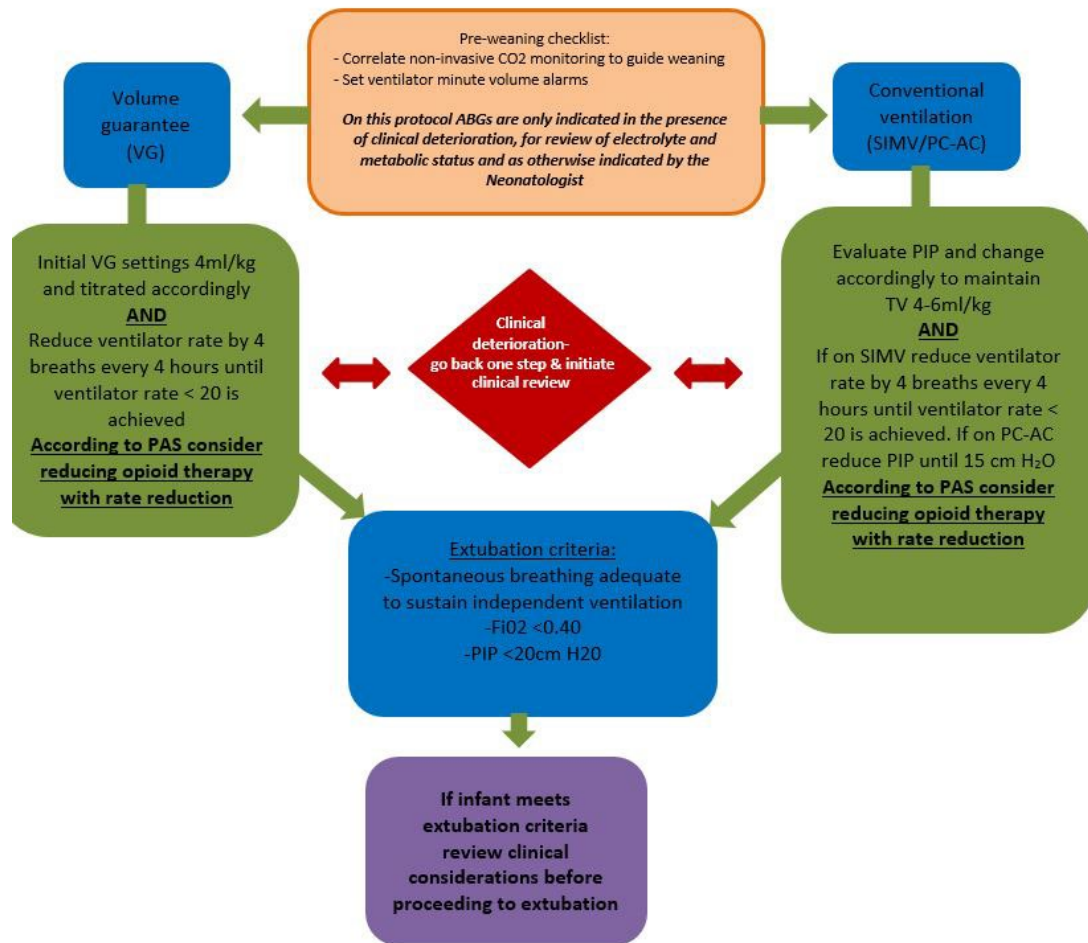 Pre-weaning checklist:
- Correlate non-invasive CO2 monitoring to guide weaning
- Set ventilator minute volume alarms
On this protocol ABGs are only indicated in the presence
of clinical deterioration, for review of electrolyte and
metabolic status and as otherwise indicated by the
Neonatologist
Volume
guarantee
(VG)
Conventional
ventilation
(SIMV/PC-AC)
Initial VG settings 4ml/kg
and titrated accordingly
AND
Reduce ventilator rate by 4
breaths every 4 hours until
ventilator rate < 20 is
achieved
According to PAS consider
reducing opioid therapy
with rate reduction
Clinical
deterioration-
go back one step & initiate
clinical review
Evaluate PIP and change
accordingly to maintain
TV 4-6ml/kg
AND
If on SIMV reduce ventilator
rate by 4 breaths every 4
hours until ventilator rate <
20 is achieved. If on PC-AC
reduce PIP until 15 cm H₂O
According to PAS consider
reducing opioid therapy
with rate reduction
Extubation criteria:
-Spontaneous breathing adequate
to sustain independent ventilation
-Fi02 <0.40
-PIP <20cm H20
If infant meets
extubation criteria
review clinical
considerations before
proceeding to extubation